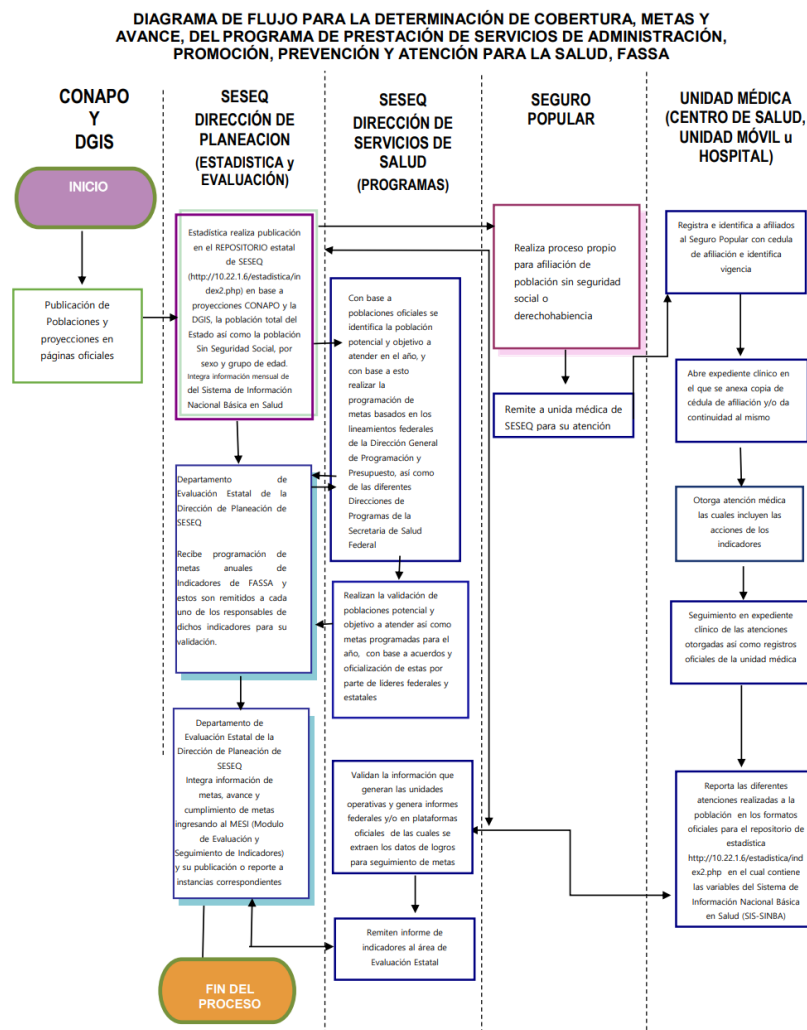 DIAGRAMA DE FLUJO PARA LA DETERMINACIÓN DE COBERTURA, METAS Y
AVANCE, DEL PROGRAMA DE PRESTACIÓN DE SERVICIOS DE ADMINISTRACIÓN,
PROMOCIÓN, PREVENCIÓN Y ATENCIÓN PARA LA SALUD, FASSA
CONAPO
Y
DGIS
INICIO
Publicación de
Poblaciones y
proyecciones en
páginas oficiales
SESEQ
DIRECCIÓN DE
PLANEACION
(ESTADISTICA y
EVALUACIÓN)
Estadística realiza publicación
en el REPOSITORIO estatal
de SESEQ
(http://10.22.1.6/estadistica/in
dex2.php) en base a
proyecciones CONAPO y la
DGIS, la población total del
Estado así como la población
Sin Seguridad Social, por
sexo y grupo de edad.
Integra información mensual de
del Sistema de Información
Nacional Básica en Salud
Departamento de
Evaluación Estatal de la
Dirección de Planeación de
SESEQ
Recibe programación de
metas anuales de
Indicadores de FASSA y
estos son remitidos a cada
uno de los responsables de
dichos indicadores para su
validación.
Departamento de
Evaluación Estatal de la
Dirección de Planeación de
SESEQ
Integra información de
metas, avance y
cumplimiento de metas
ingresando al MESI (Modulo
de Evaluación y
Seguimiento de Indicadores)
y su publicación o reporte a
instancias correspondientes
FIN DEL
PROCESO
SESEQ
DIRECCIÓN DE
SERVICIOS DE
SALUD
(PROGRAMAS)
Con base a
poblaciones oficiales se
identifica la población
potencial y objetivo a
atender en el año, y
con base a esto
realizar la
programación de
metas basados en los
lineamientos federales
de la Dirección General
de Programación y
Presupuesto, así como
de las diferentes
Direcciones de
Programas de la
Secretaria de Salud
Federal
Realizan la validación de
poblaciones potencial y
objetivo a atender así como
metas programadas para el
año, con base a acuerdos y
oficialización de estas por
parte de líderes federales y
estatales
Validan la información que
generan las unidades
operativas y genera informes
federales y/o en plataformas
oficiales de las cuales se
extraen los datos de logros
para seguimiento de metas
Remiten informe de
indicadores al área de
Evaluación Estatal
SEGURO
POPULAR
Realiza proceso propio
para afiliación de
población sin seguridad
social o
derechohabiencia
Remite a unida médica de
SESEQ para su atención
UNIDAD MÉDICA
(CENTRO DE SALUD,
UNIDAD MÓVIL u
HOSPITAL)
Registra e identifica a afiliados
al Seguro Popular con cedula
de afiliación e identifica
vigencia
Abre expediente clínico en
el que se anexa copia de
cédula de afiliación y/o da
continuidad al mismo
Otorga atención médica
las cuales incluyen las
acciones de los
indicadores
Seguimiento en expediente
clínico de las atenciones
otorgadas así como registros
oficiales de la unidad médica
Reporta las diferentes
atenciones realizadas a la
población en los formatos
oficiales para el repositorio de
estadística
http://10.22.1.6/estadistica/ind
ex2.php en el cual contiene
las variables del Sistema de
Información Nacional Básica
en Salud (SIS-SINBA)